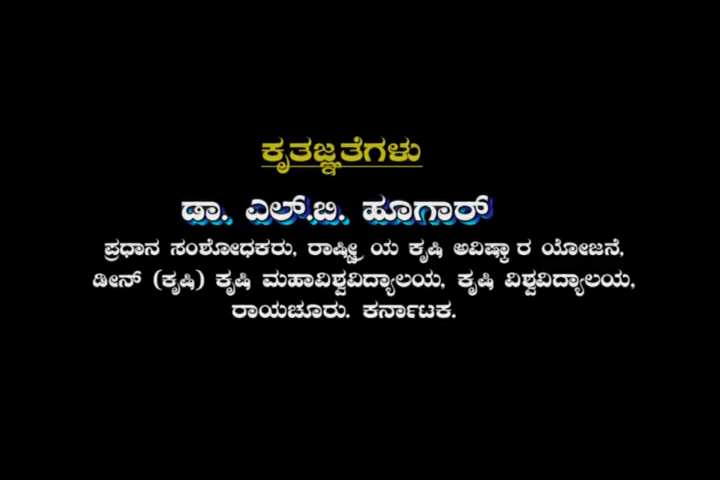 ಕೃತಜ್ಞತೆಗಳು
ಡಾ. ಎಲ್.ಬಿ. ಹೂಗಾರ್
ಪ್ರಧಾನ ಸಂಶೋಧಕರು, ರಾಷ್ಟ್ರೀಯ ಕೃಷಿ ಅವಿಷ್ಕಾರ ಯೋಜನೆ,
ಡೀನ್ (ಕೃಷಿ) ಕೃಷಿ ಮಹಾವಿಶ್ವವಿದ್ಯಾಲಯ, ಕೃಷಿ ವಿಶ್ವವಿದ್ಯಾಲಯ,
ರಾಯಚೂರು. ಕರ್ನಾಟಕ.